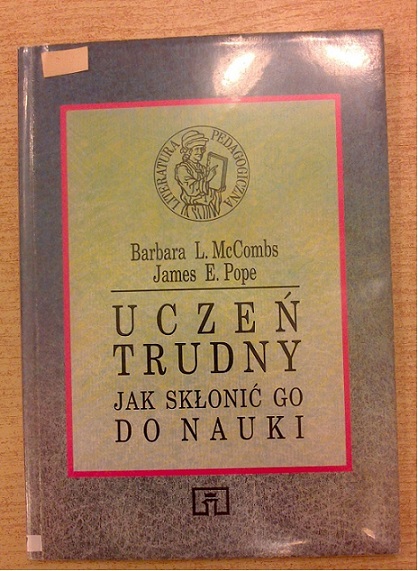 LITERATURA PEDAGOGICZNA
Barbara L. McCombs
James E. Pope
UCZEŃ
TRUDNY
JAK SKŁONIĆ GO
DO NAUKI